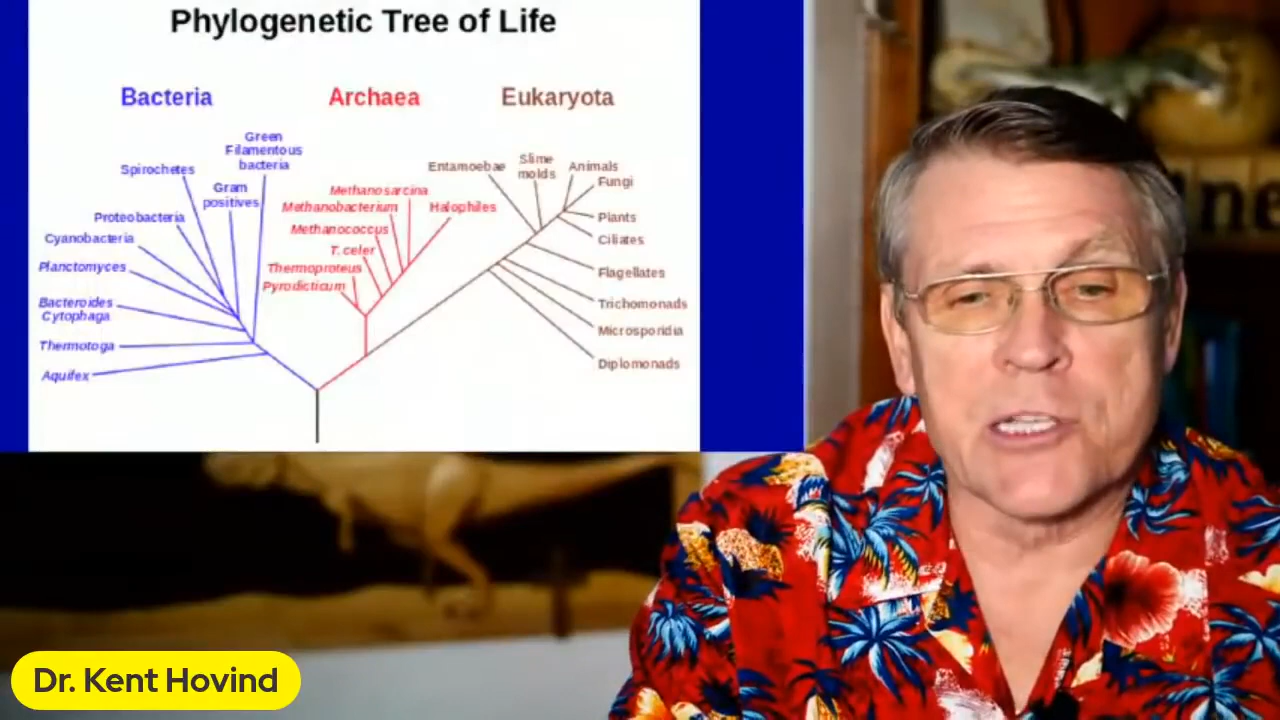 Phylogenetic Tree of Life
Bacteria
Archaea
Eukaryota
Green
Filamentous
bacteria
Spirochetes
Gram
positives
Proteobacteria
Cyanobacteria
Planctomyces
Bacteroides
Cytophaga
Thermotoga
Aquifex
Methanosarcina
Methanobacterium
Halophiles
Methanococcus
T. celer
Thermoproteus
Pyrodicticum
Entamoebae
Slime
molds
Animals
Fungi
Plants
Ciliates
Flagellates
Trichomonads
Microsporidia
Diplomonads
Dr. Kent Hovind